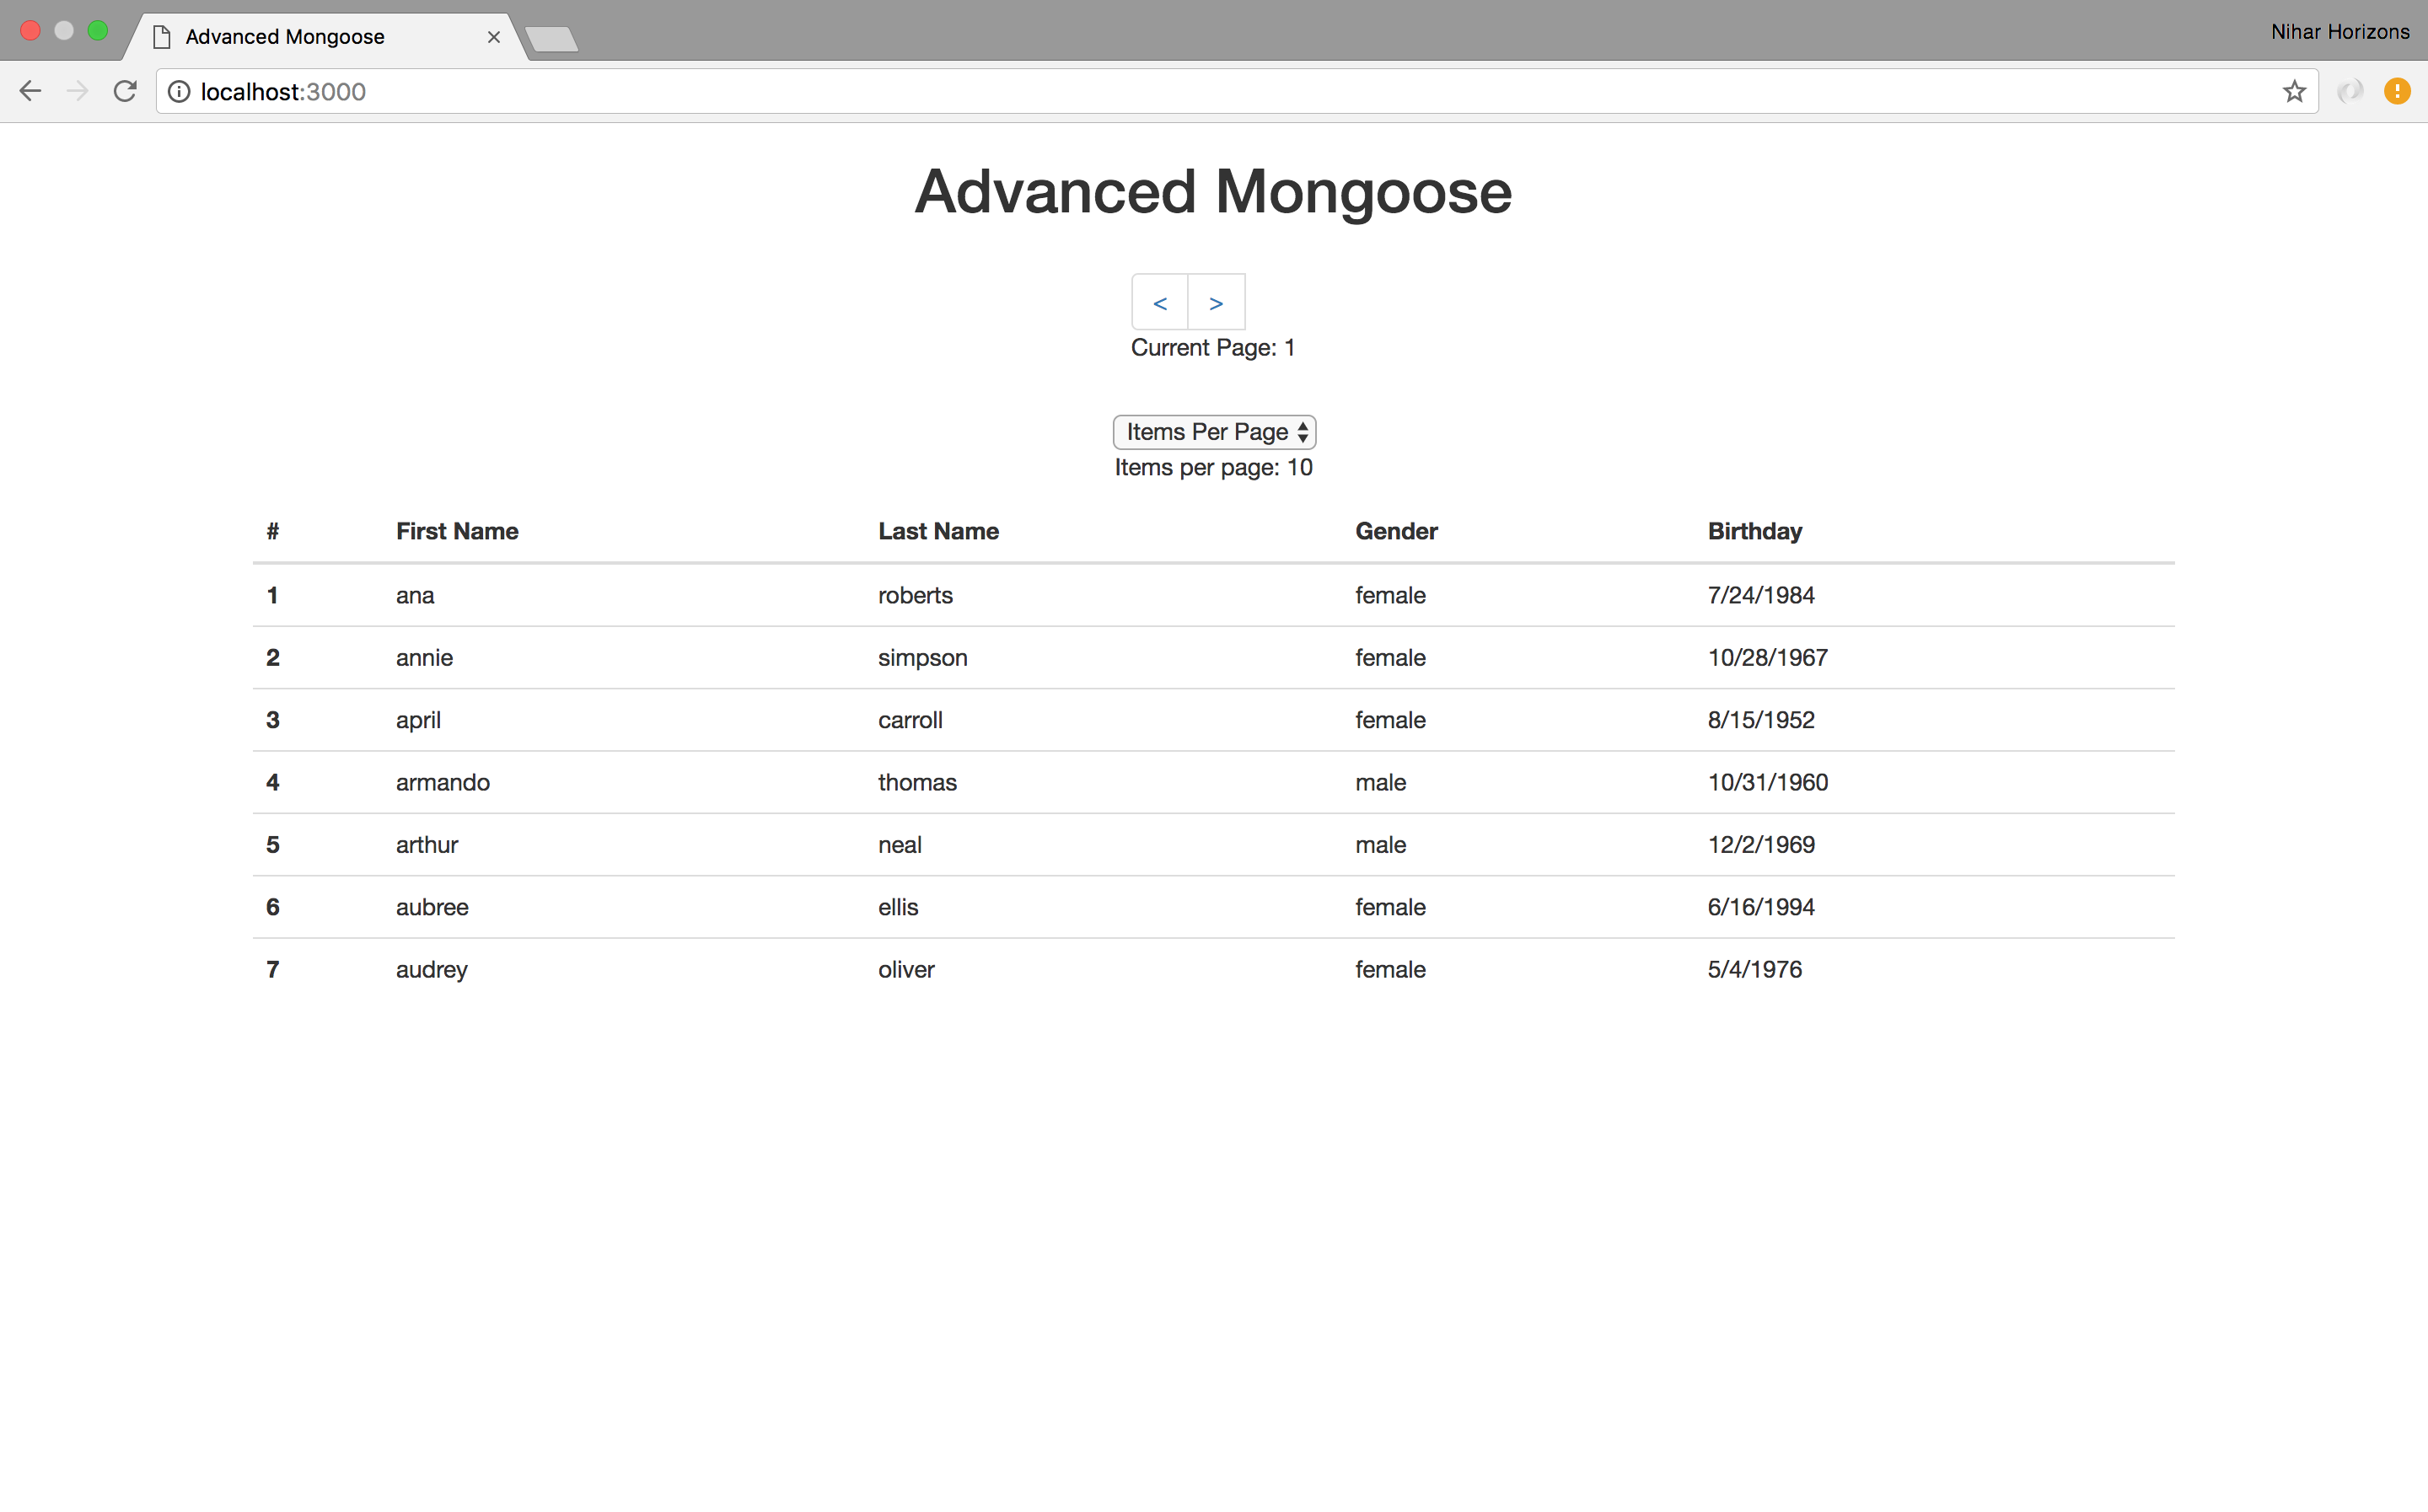 Advanced Mongoose
Nihar Horizons
localhost:3000
Advanced Mongoose
< >
Current Page: 1
Items Per Page
Items per page: 10
# First Name Last Name Gender Birthday
1 ana roberts female 7/24/1984
2 annie simpson female 10/28/1967
3 april carroll female 8/15/1952
4 armando thomas male 10/31/1960
5 arthur neal male 12/2/1969
6 aubree ellis female 6/16/1994
7 audrey oliver female 5/4/1976